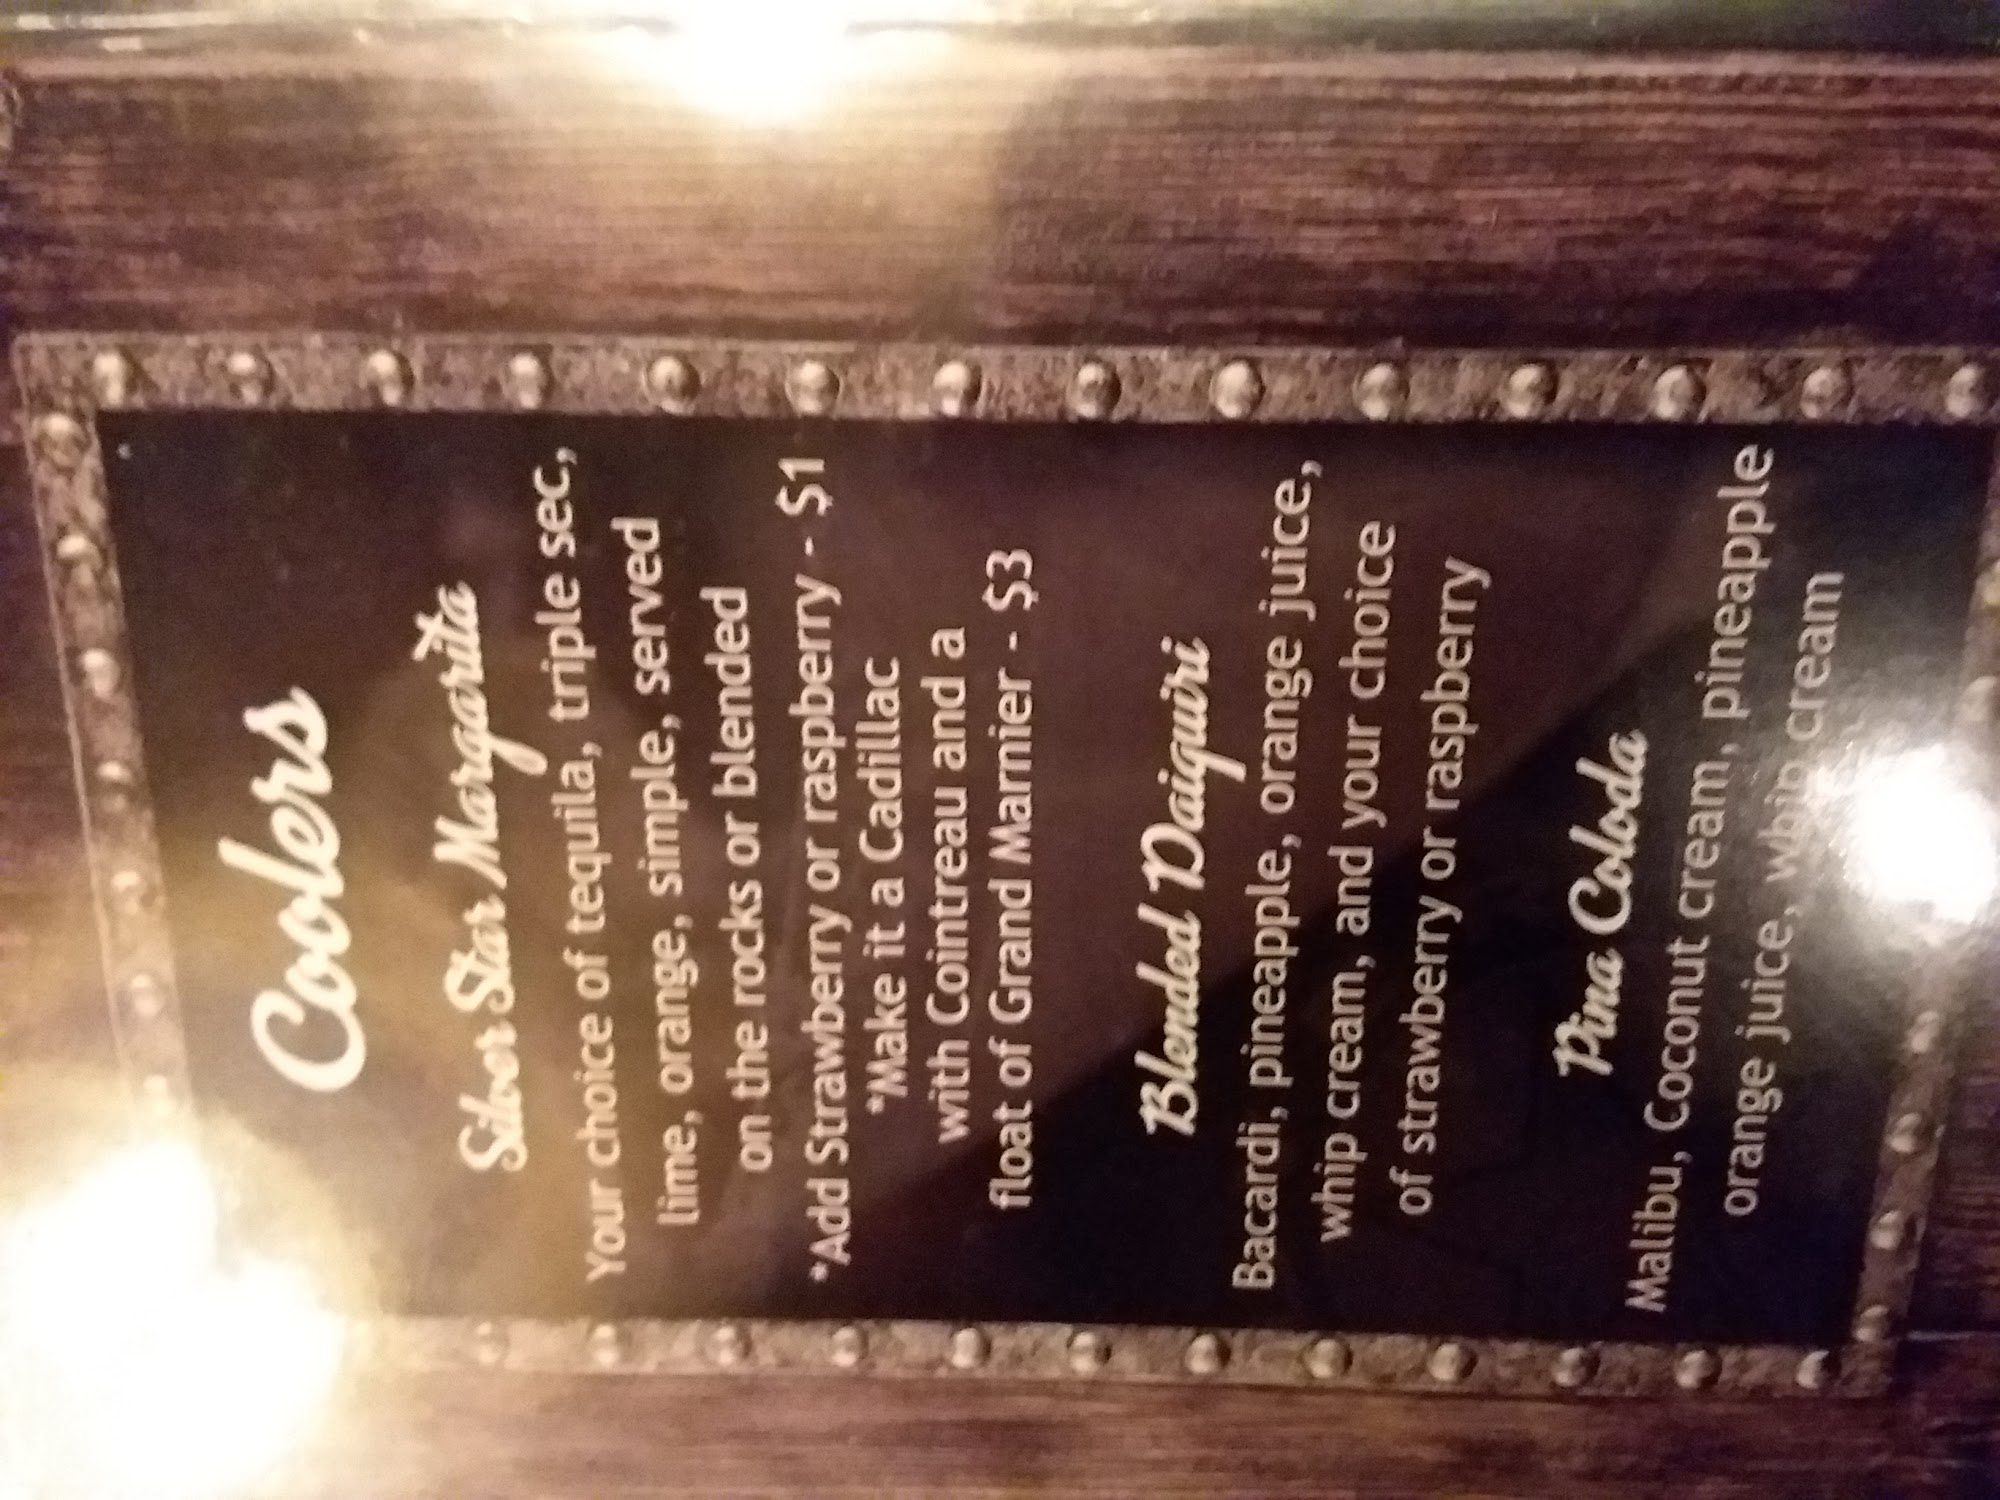 Coolers
Silver Star Margarita
Your choice of tequila, triple sec,
lime, orange, simple, served
on the rocks or blended
*Add Strawberry or raspberry - $1
*Make it a Cadillac
with Cointreau and a
float of Grand Marnier - $3
Blended Daiquiri
Bacardi, pineapple, orange juice,
whip cream, and your choice
of strawberry or raspberry
Pina Coloda
Malibu, Coconut cream, pineapple
orange juice, whip cream